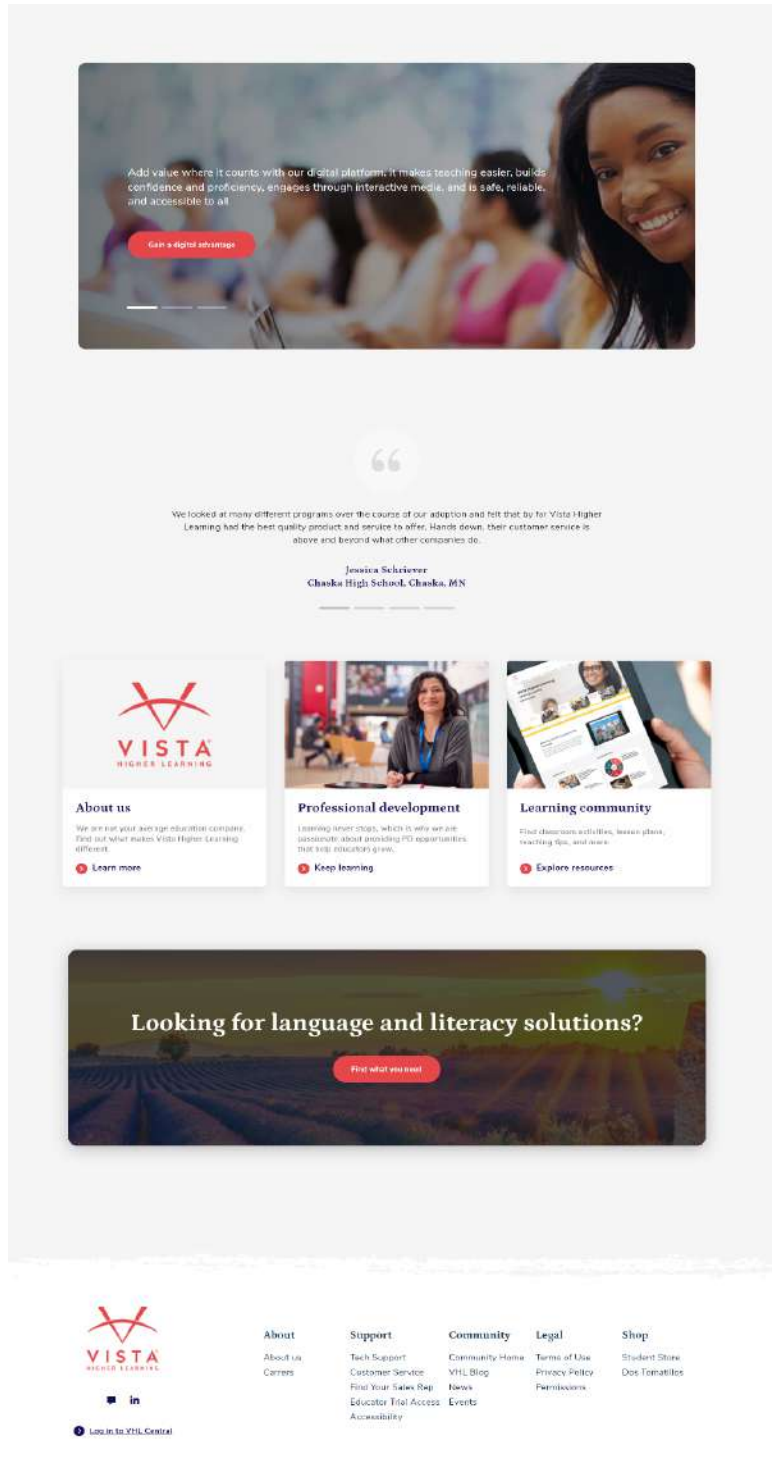 Add value where it counts with our digital platform. It makes teaching easier, builds
confidence and proficiency, engages through interactive media, and is safe, reliable,
and accessible to all
Gain a digital advantage
We looked at many different programs over the course of our adoption and felt that by far Vista Higher
Learning had the best quality product and service to offer. Hands down, their customer service is
above and beyond what other companies do.
Jessica Schriever
Chaska High School, Chaska, MN
VISTA
HIGHER LEARNING
About us
We are not your average education company.
Find out what makes Vista Higher Learning
different.
Learn more
Professional development
Learning never stops, which is why we are
passionate about providing PD opportunities
that help educators grow.
Keep learning
Learning community
Find classroom activities, lesson plans,
teaching tips, and more.
Explore resources
Looking for language and literacy solutions?
Find what you need
VISTA
HIGHER LEARNING
Log in to VHL Central
About
About us
Careers
Support
Tech Support
Customer Service
Find Your Sales Rep
Educator Trial Access
Accessibility
Community
Community Home
VHL Blog
News
Events
Legal
Terms of Use
Privacy Policy
Permissions
Shop
Student Store
Dos Tomatillos